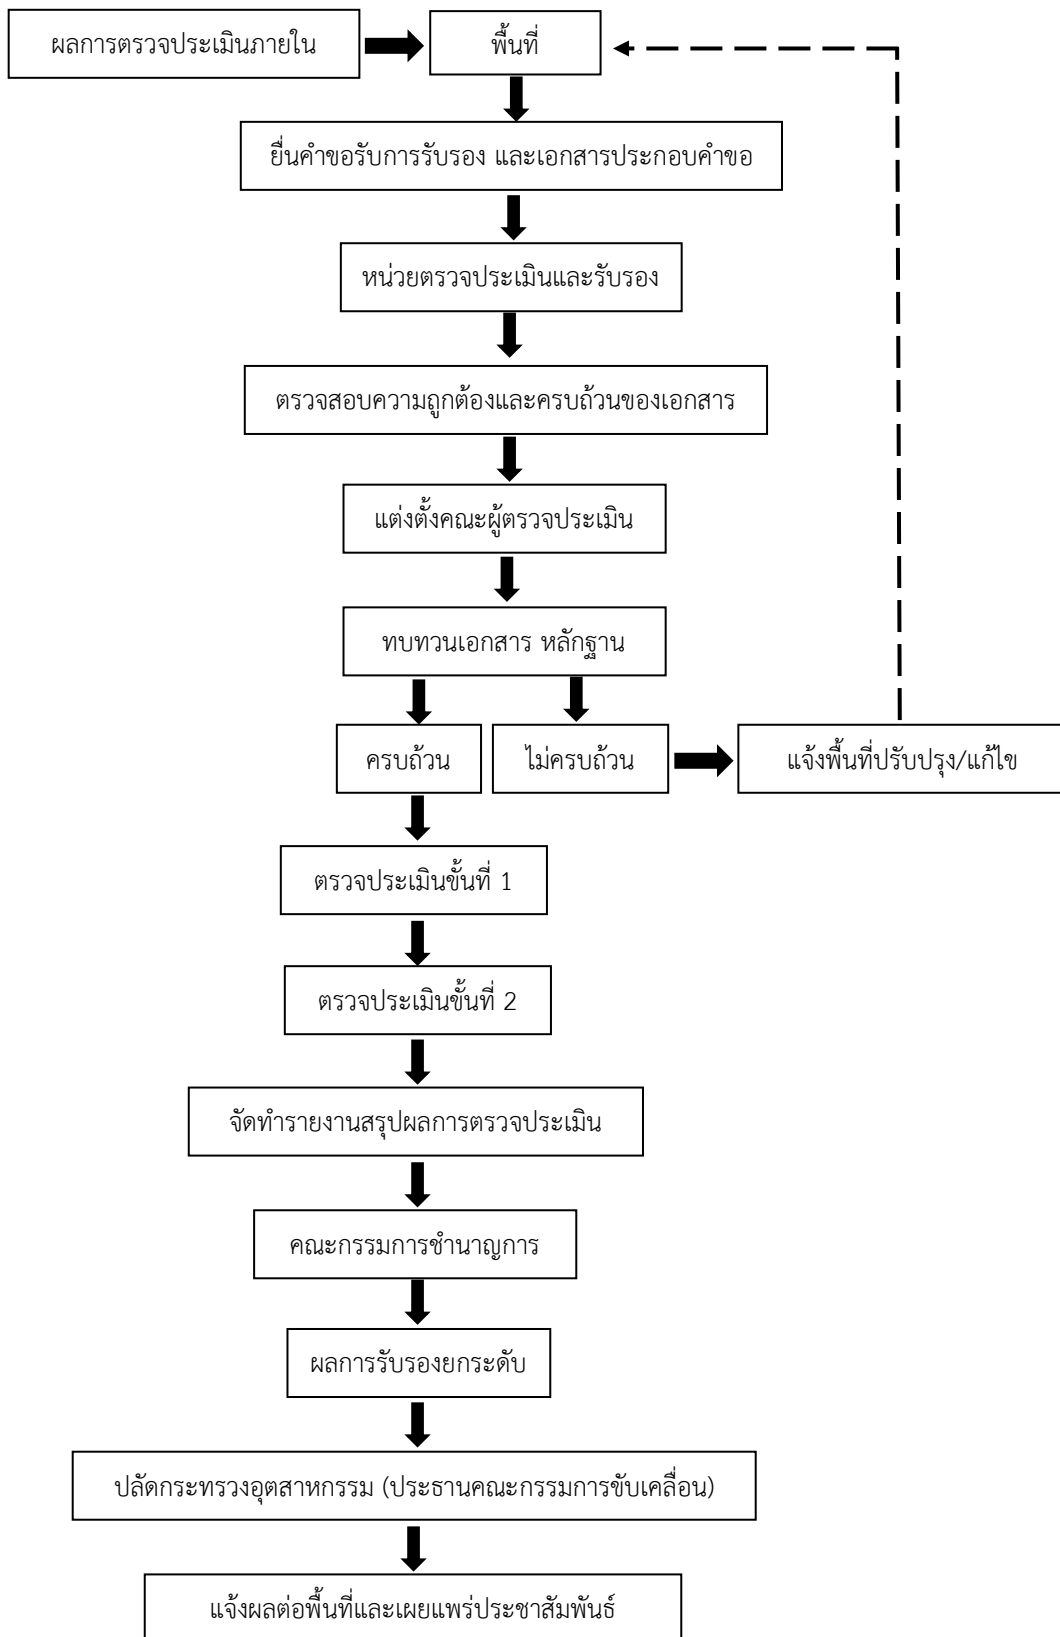 ผลการตรวจประเมินภายใน
พื้นที่
ยื่นคำขอรับการรับรอง และเอกสารประกอบคำขอ
หน่วยตรวจประเมินและรับรอง
ตรวจสอบความถูกต้องและครบถ้วนของเอกสาร
แต่งตั้งคณะผู้ตรวจประเมิน
ทบทวนเอกสาร หลักฐาน
ครบถ้วน
ไม่ครบถ้วน
แจ้งพื้นที่ปรับปรุง/แก้ไข
ตรวจประเมินขั้นที่ 1
ตรวจประเมินขั้นที่ 2
จัดทำรายงานสรุปผลการตรวจประเมิน
คณะกรรมการชำนาญการ
ผลการรับรองยกระดับ
ปลัดกระทรวงอุตสาหกรรม (ประธานคณะกรรมการขับเคลื่อน)
แจ้งผลต่อพื้นที่และเผยแพร่ประชาสัมพันธ์